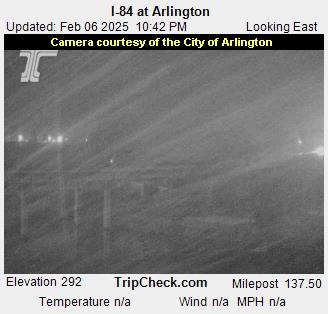 I-84 at Arlington
Updated: Feb 06 2025 10:42 PM Looking East
Camera courtesy of the City of Arlington
Elevation 292 TripCheck.com Milepost 137.50
Temperature n/a Wind n/a MPH n/a